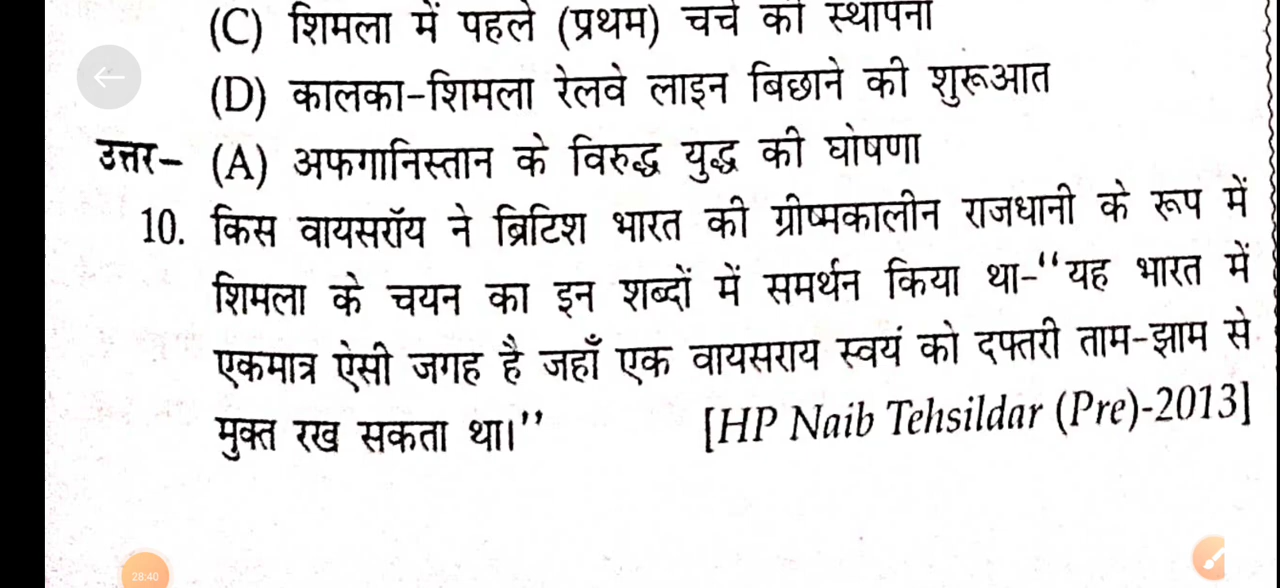 (C) शिमला में पहले (प्रथम) चर्च की स्थापना
(D) कालका-शिमला रेलवे लाइन बिछाने की शुरूआत
उत्तर– (A) अफगानिस्तान के विरुद्ध युद्ध की घोषणा
10. किस वायसरॉय ने ब्रिटिश भारत की ग्रीष्मकालीन राजधानी के रूप में
शिमला के चयन का इन शब्दों में समर्थन किया था-“यह भारत में
एकमात्र ऐसी जगह है जहाँ एक वायसराय स्वयं को दफ्तरी ताम-झाम से
मुक्त रख सकता था।” [HP Naib Tehsildar (Pre)-2013]
28:40